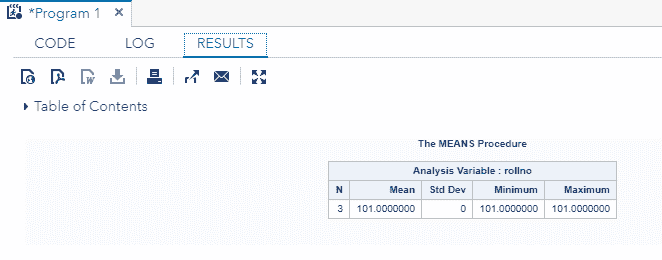 *Program 1 ×
CODE LOG RESULTS
Table of Contents
The MEANS Procedure
Analysis Variable : rollno
N Mean Std Dev Minimum Maximum
3 101.0000000 0 101.0000000 101.0000000